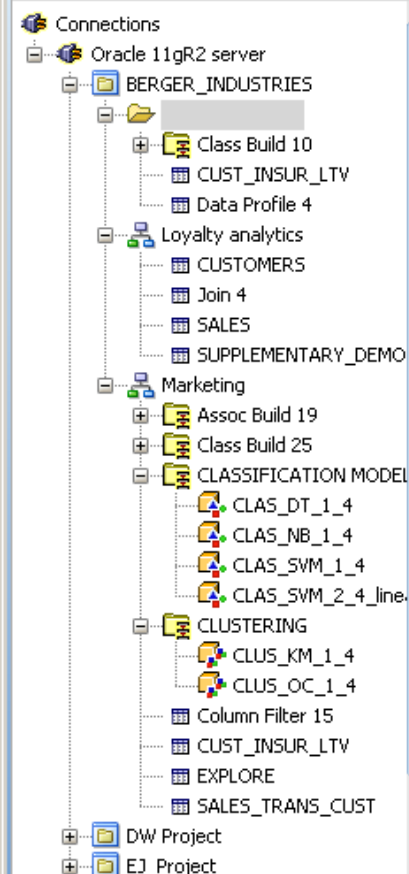 Connections
Oracle 11gR2 server
BERGER_INDUSTRIES
Class Build 10
CUST_INSUR_LTV
Data Profile 4
Loyalty analytics
CUSTOMERS
Join 4
SALES
SUPPLEMENTARY_DEMO
Marketing
Assoc Build 19
Class Build 25
CLASSIFICATION MODEL
CLAS_DT_1_4
CLAS_NB_1_4
CLAS_SVM_1_4
CLAS_SVM_2_4_line
CLUSTERING
CLUS_KM_1_4
CLUS_OC_1_4
Column Filter 15
CUST_INSUR_LTV
EXPLORE
SALES_TRANS_CUST
DW Project
EJ Project